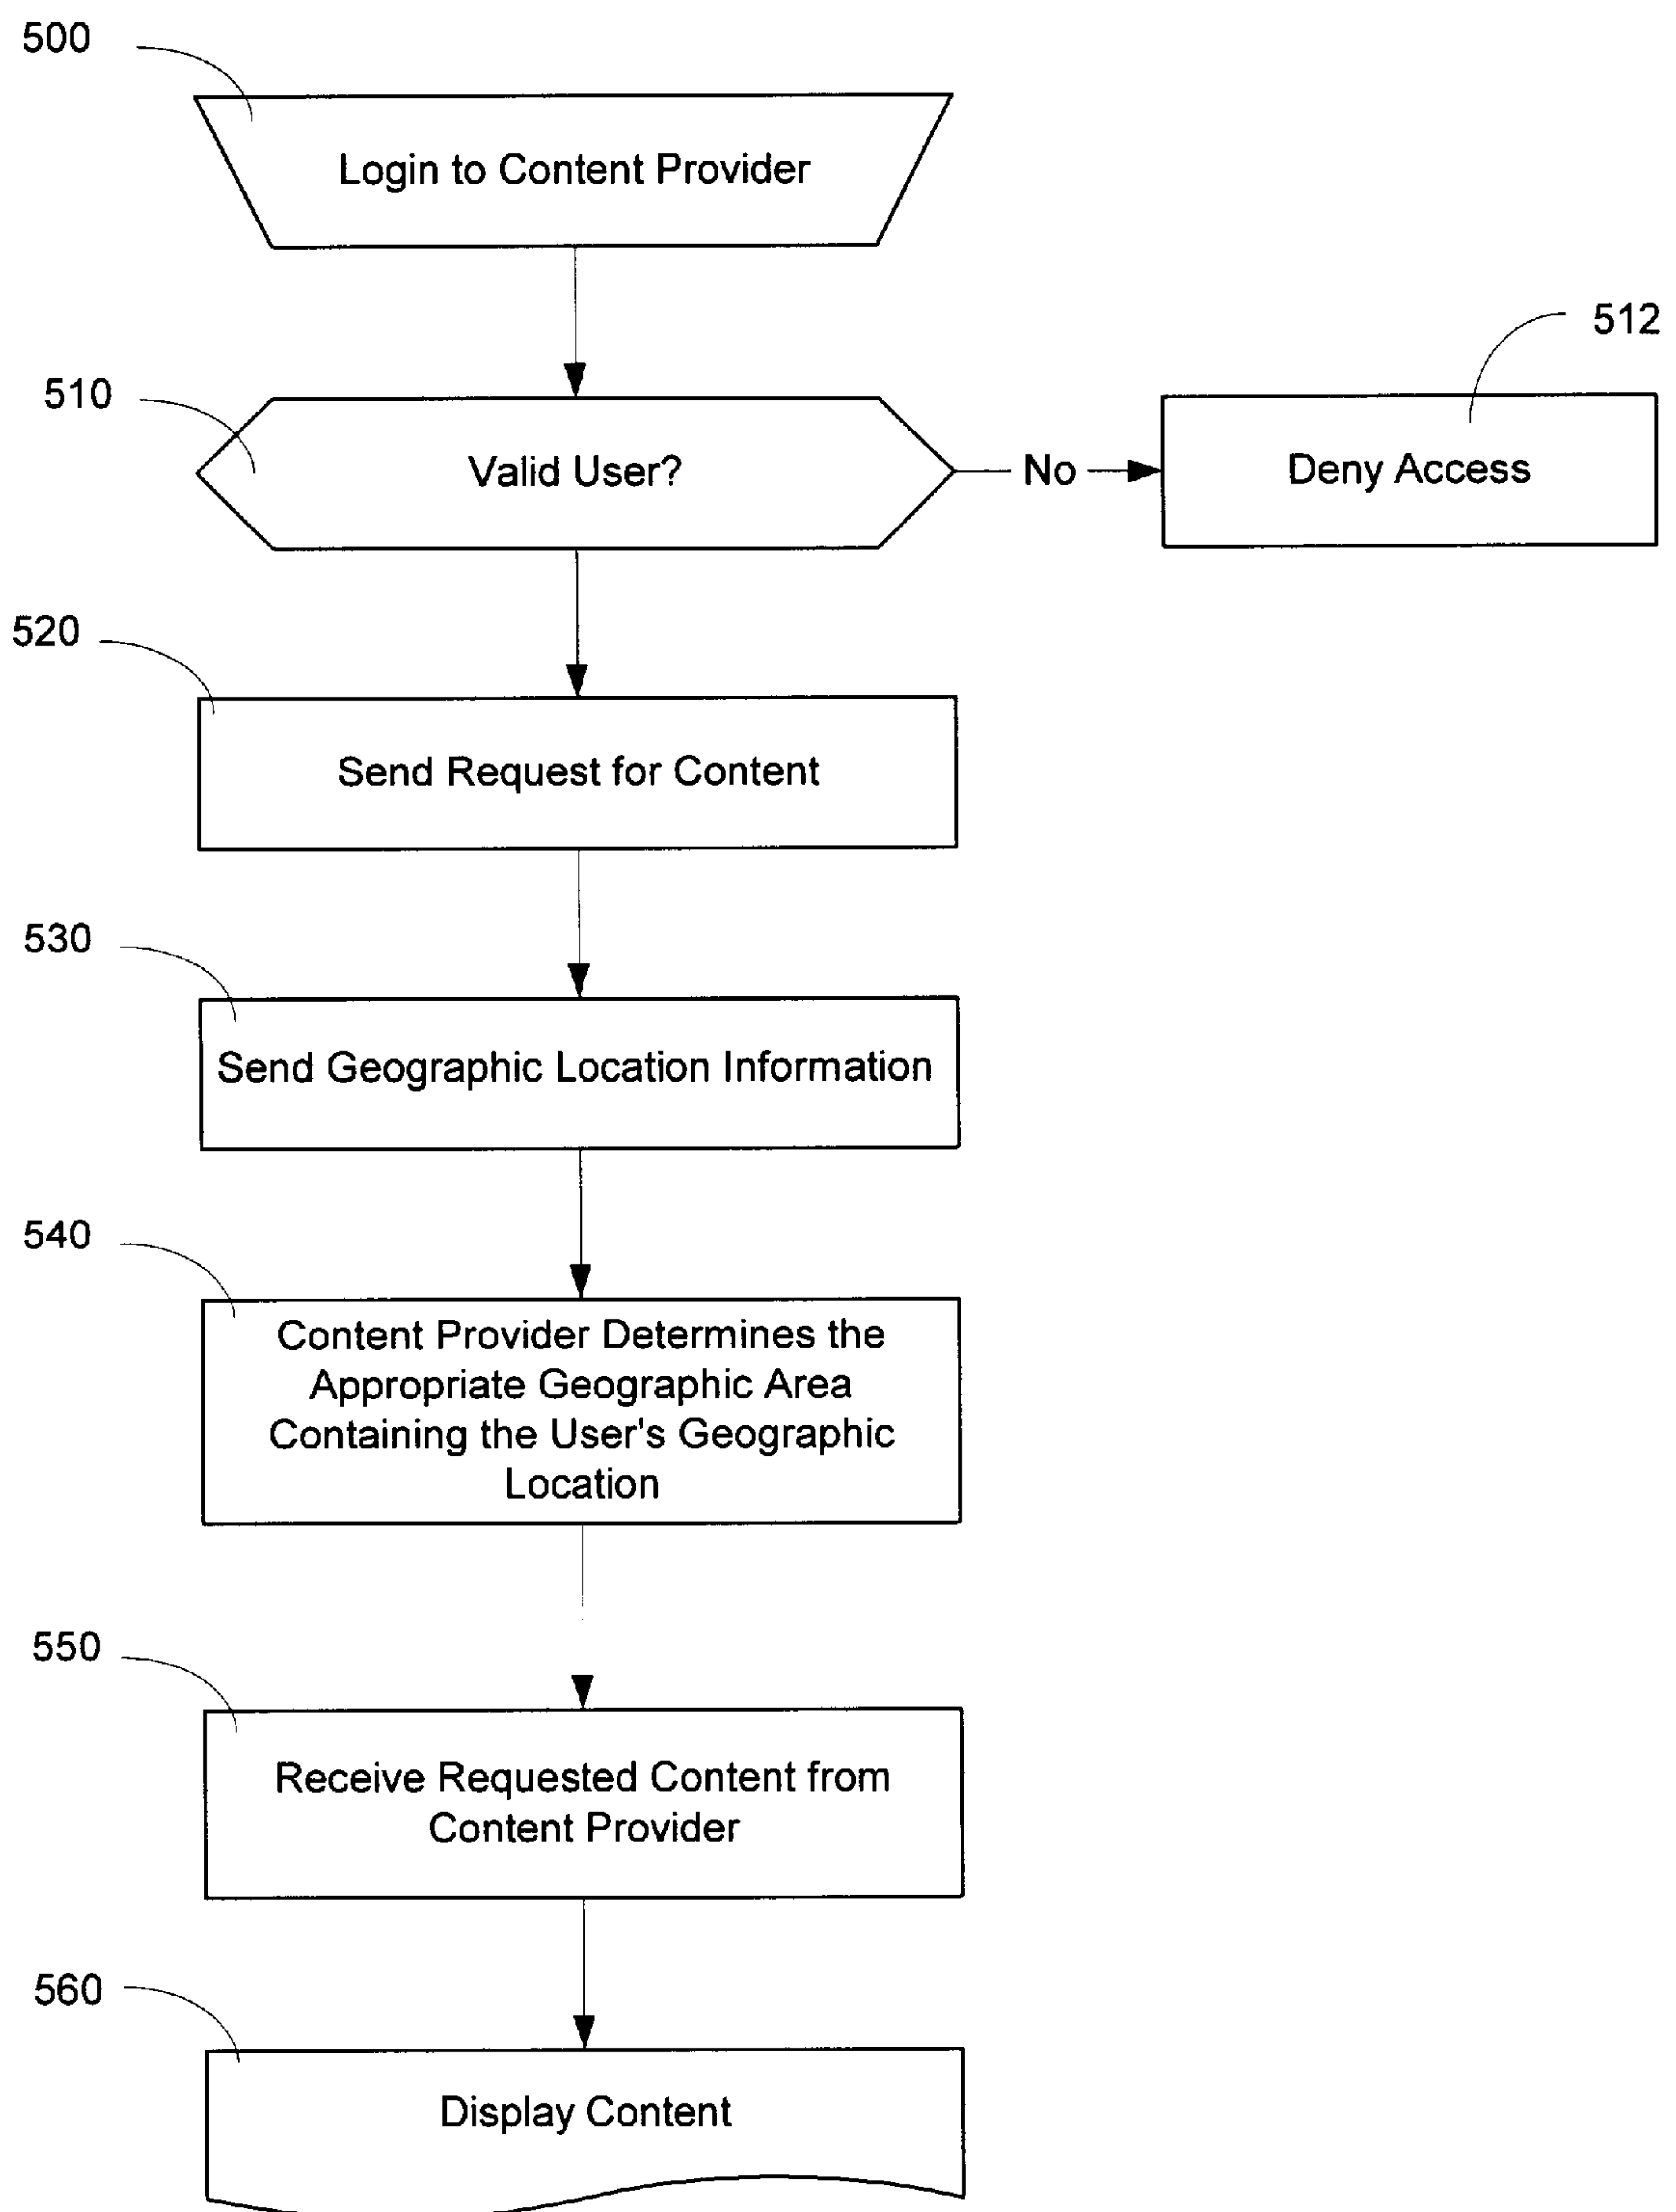 500
Login to Content Provider
512
510
Valid User?
No
Deny Access
520
Send Request for Content
530
Send Geographic Location Information
540
Content Provider Determines the
Appropriate Geographic Area
Containing the User's Geographic
Location
550
Receive Requested Content from
Content Provider
560
Display Content